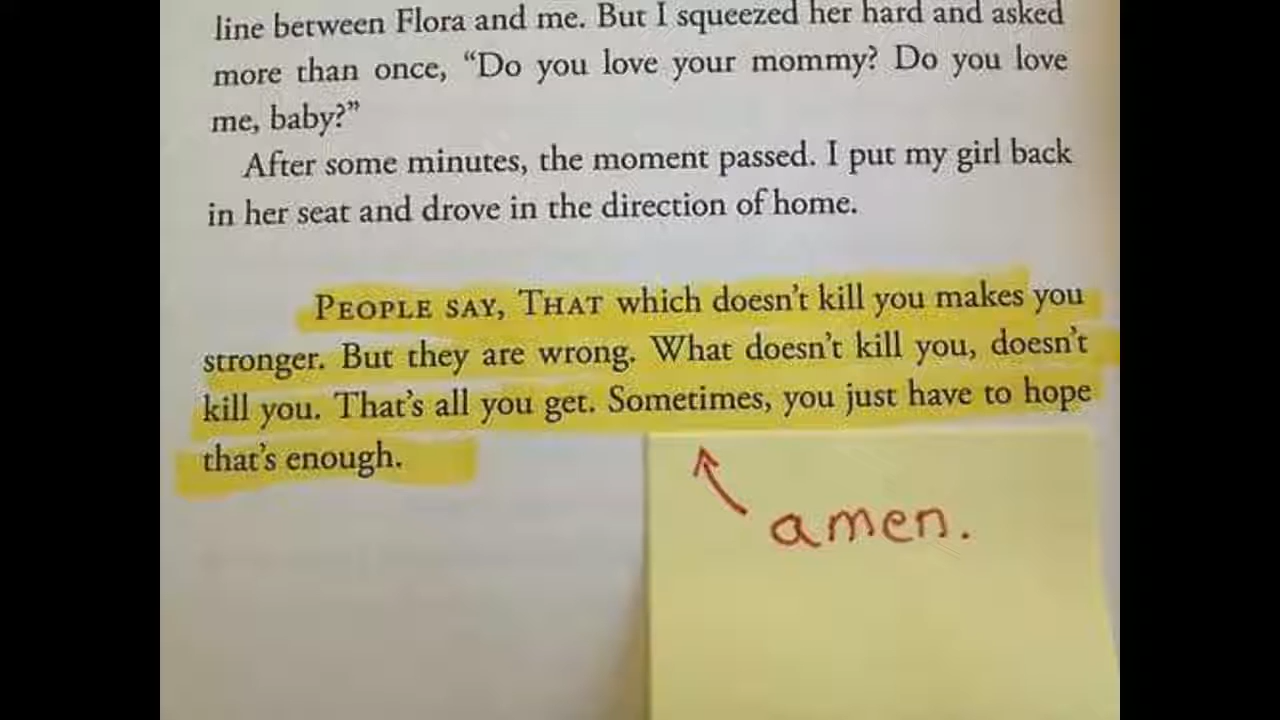 line between Flora and me. But I squeezed her hard and asked
more than once, “Do you love your mommy? Do you love
me, baby?”
After some minutes, the moment passed. I put my girl back
in her seat and drove in the direction of home.
PEOPLE SAY, THAT which doesn’t kill you makes you
stronger. But they are wrong. What doesn’t kill you, doesn’t
kill you. That’s all you get. Sometimes, you just have to hope
that’s enough.
amen.